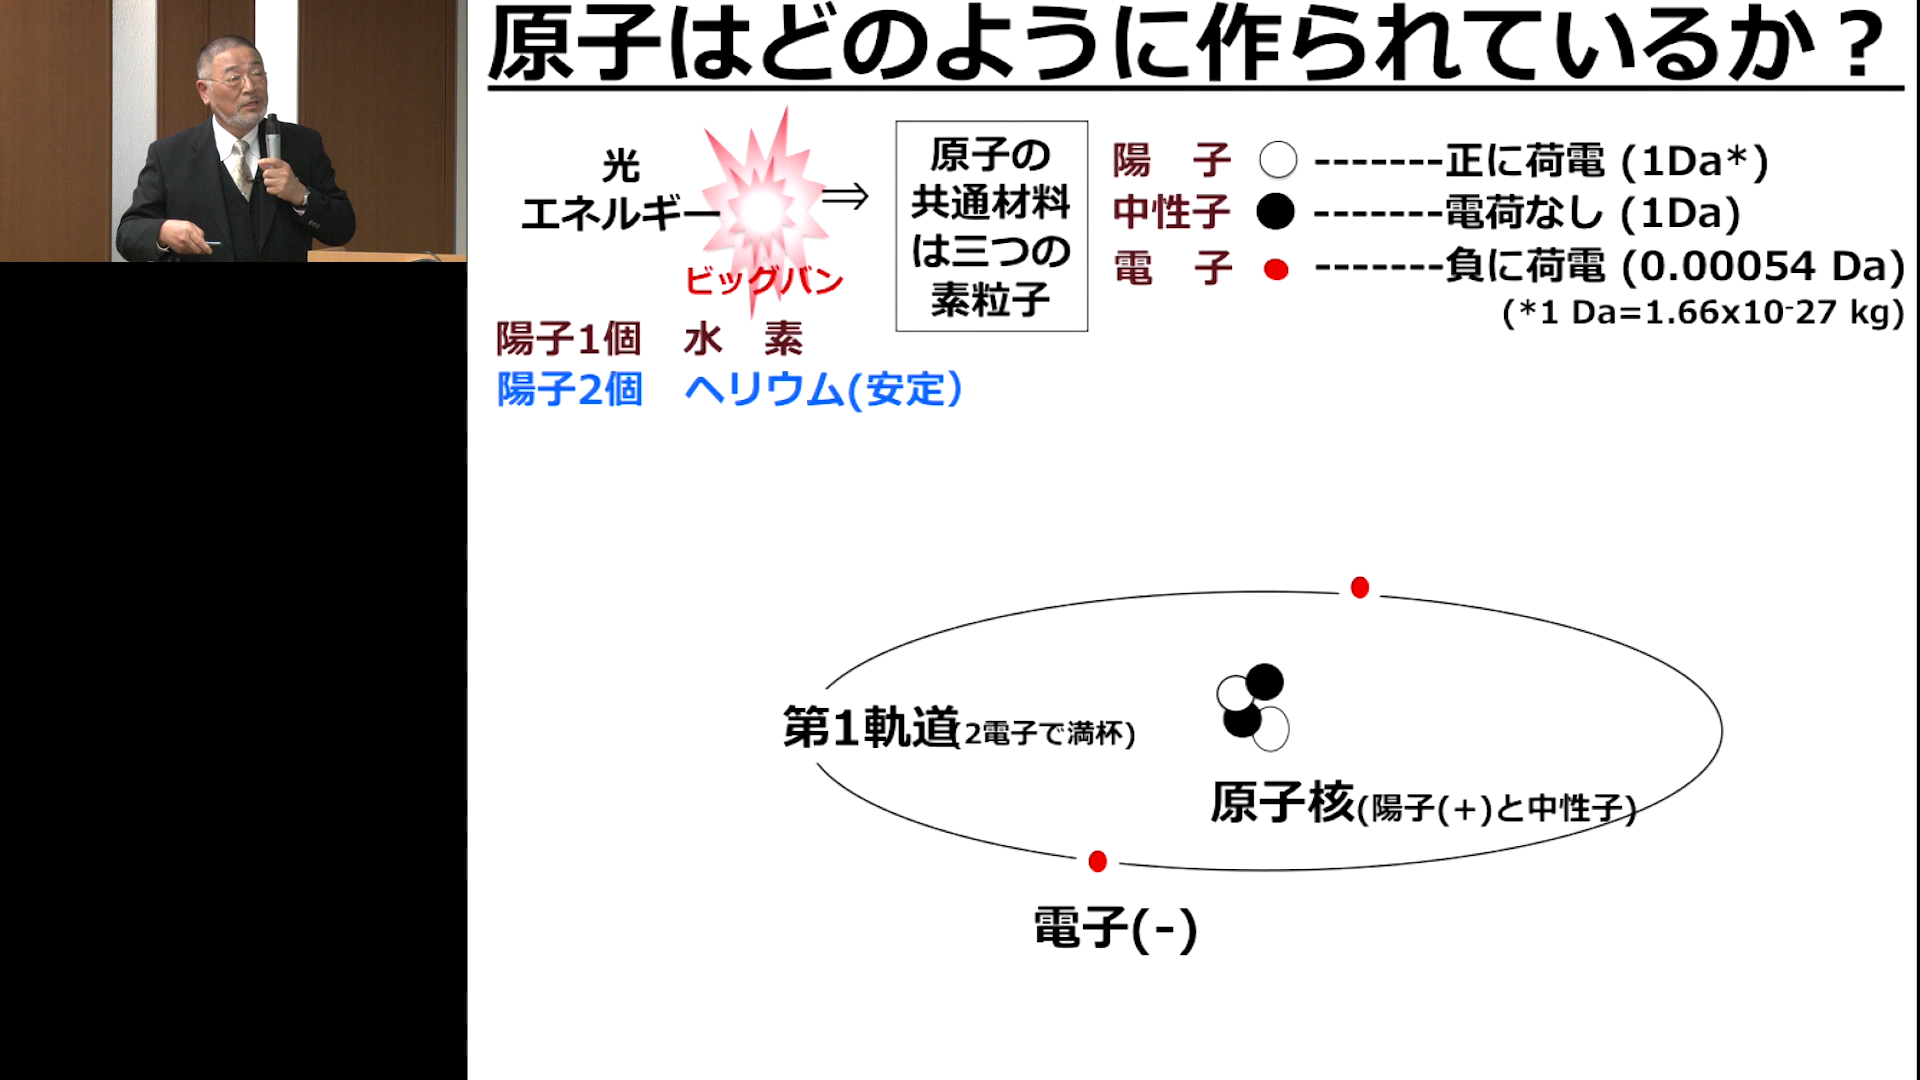 原子はどのように作られているか？
光
エネルギー
ビッグバン
⇒
原子の
共通材料
は三つの
素粒子
陽　子 -------正に荷電 (1Da*)
中性子 -------電荷なし (1Da)
電　子 -------負に荷電 (0.00054 Da)
(*1 Da=1.66x10-27 kg)
陽子1個　水　素
陽子2個　ヘリウム(安定）
第1軌道(2電子で満杯)
原子核(陽子(+)と中性子)
電子(-)